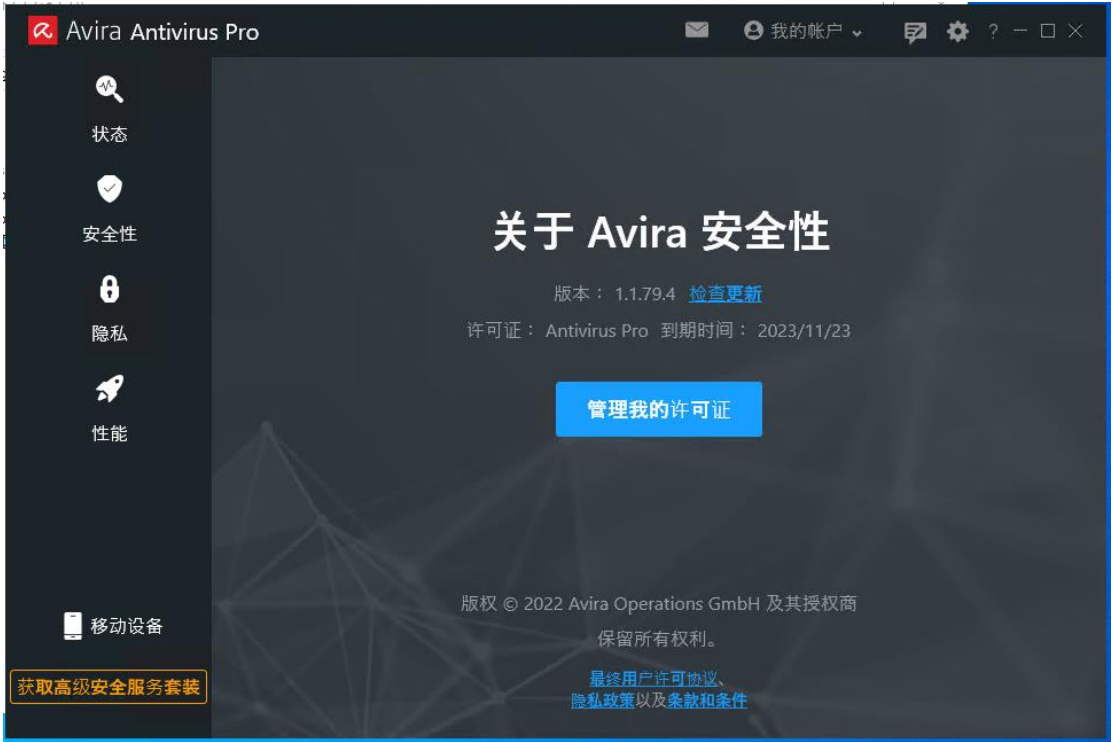 Avira Antivirus Pro
我的帐户
?
状态
安全性
隐私
性能
移动设备
获取高级安全服务套装
关于 Avira 安全性
版本： 1.1.79.4 检查更新
许可证： Antivirus Pro 到期时间： 2023/11/23
管理我的许可证
版权 © 2022 Avira Operations GmbH 及其授权商
保留所有权利。
最终用户许可协议、
隐私政策以及条款和条件